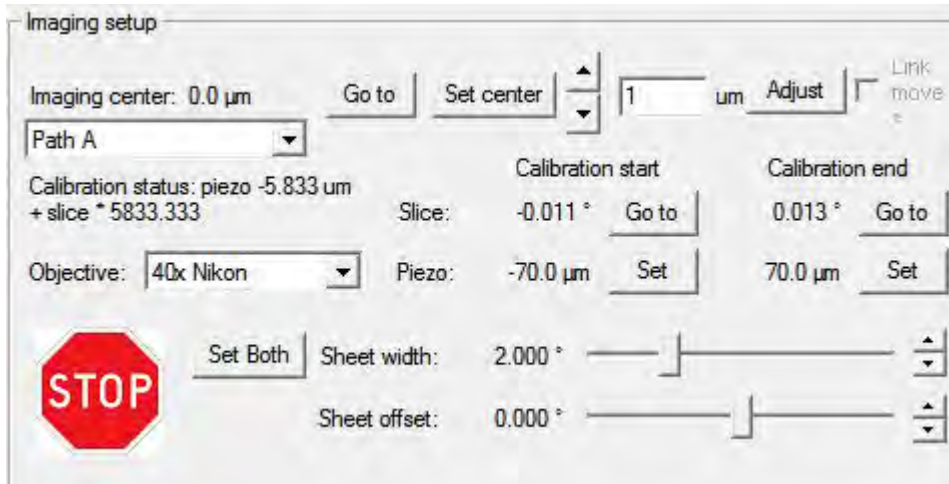 Imaging setup
Imaging center: 0.0 µm
Go to
Set center
1
um
Adjust
Link
move
s
Path A
Calibration status: piezo -5.833 um
+ slice * 5833.333
Calibration start
Calibration end
Slice:
-0.011 °
Go to
0.013 °
Go to
Objective:
40x Nikon
Piezo:
-70.0 µm
Set
70.0 µm
Set
STOP
Set Both
Sheet width:
2.000 °
Sheet offset:
0.000 °